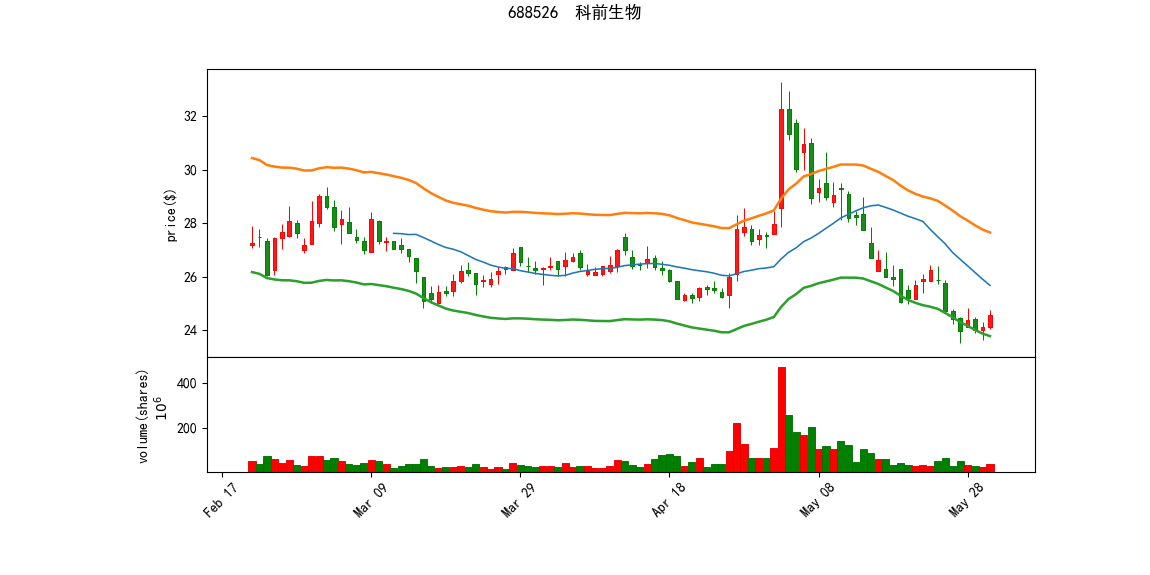 688526 科前生物
price($)
32
30
28
26
24
volume(shares)
10^6
400
200
Feb 17
Mar 09
Mar 29
Apr 18
May 08
May 28